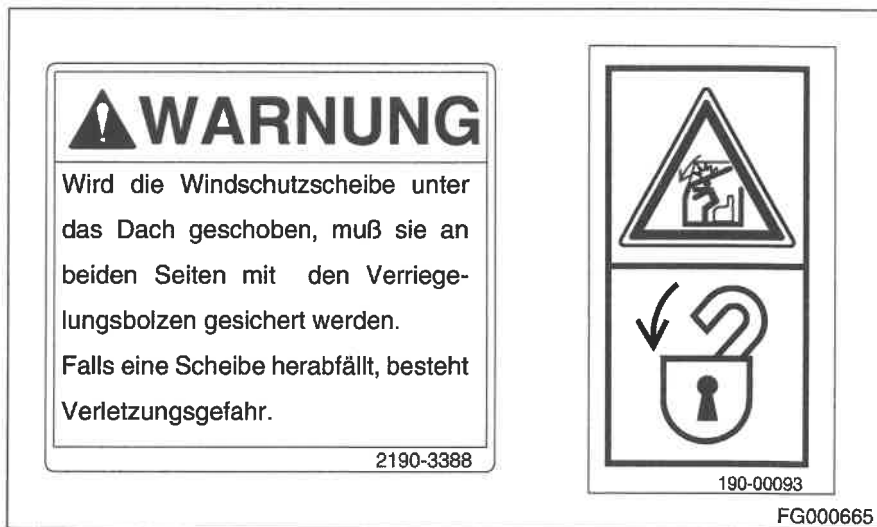 WARNUNG
Wird die Windschutzscheibe unter
das Dach geschoben, muß sie an
beiden Seiten mit den Verriege-
lungsbolzen gesichert werden.
Falls eine Scheibe herabfällt, besteht
Verletzungsgefahr.
2190-3388
190-00093
FG000665